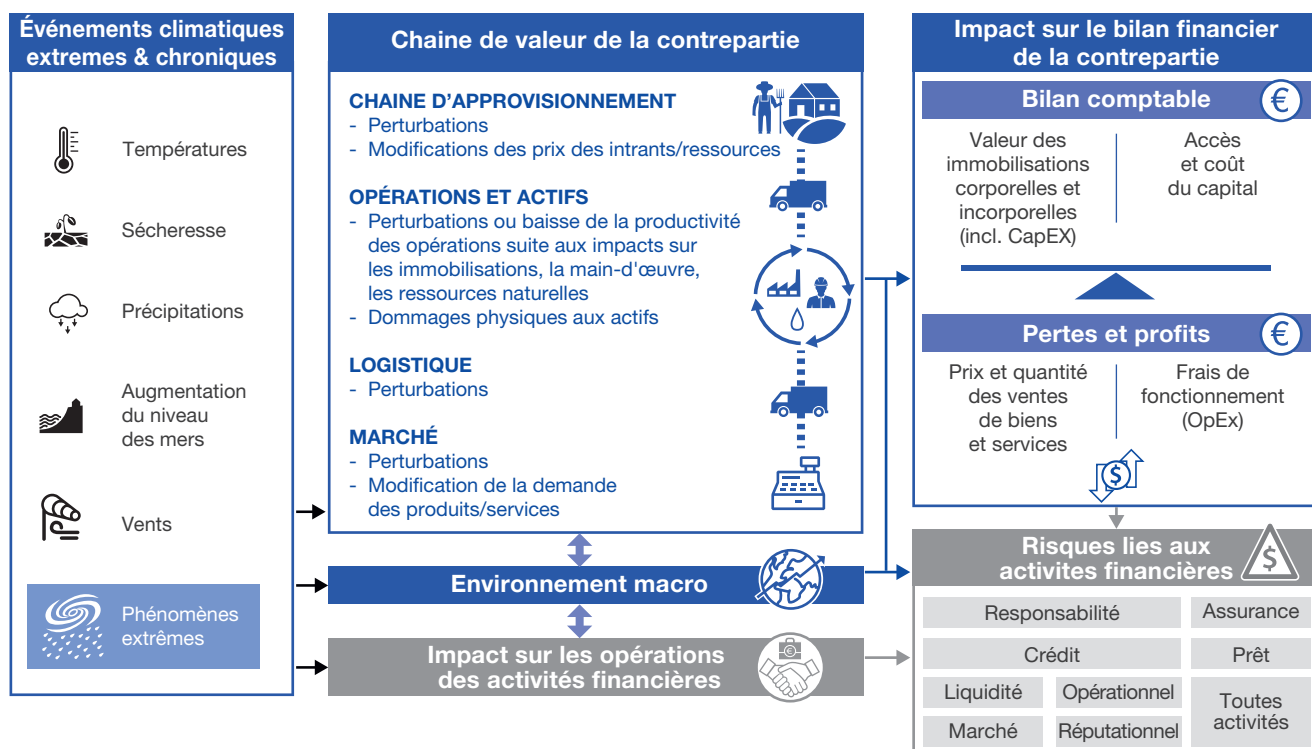 Événements climatiques
extremes & chroniques
Températures
Sécheresse
Précipitations
Augmentation
du niveau
des mers
Vents
Phénomènes
extrêmes
Chaine de valeur de la contrepartie
CHAINE D'APPROVISIONNEMENT
- Perturbations
- Modifications des prix des intrants/ressources
OPÉRATIONS ET ACTIFS
- Perturbations ou baisse de la productivité
des opérations suite aux impacts sur
les immobilisations, la main-d'œuvre,
les ressources naturelles
- Dommages physiques aux actifs
LOGISTIQUE
- Perturbations
MARCHÉ
- Perturbations
- Modification de la demande
des produits/services
Environnement macro
Impact sur les opérations
des activités financières
€
Impact sur le bilan financier
de la contrepartie
Bilan comptable
€
Valeur des
immobilisations
corporelles et
incorporelles
(incl. CapEX)
Accès
et coût
du capital
Pertes et profits
€
Prix et quantité
des ventes
de biens
et services
Frais de
fonctionnement
(OpEx)
$
Risques lies aux
activites financières
$
Responsabilité
Assurance
Crédit
Prêt
Liquidité
Opérationnel
Toutes
activités
Marché
Réputationnel